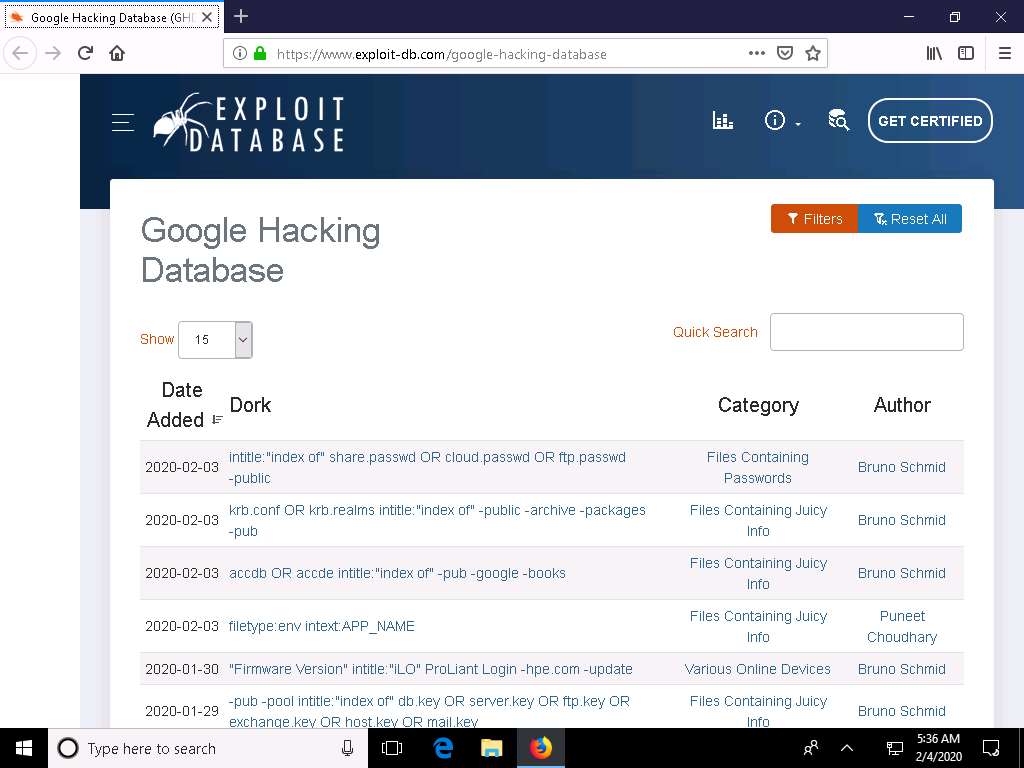 Google Hacking Database (GHD
https://www.exploit-db.com/google-hacking-database
EXPLOIT
DATABASE
GET CERTIFIED
Google Hacking
Database
Filters
Reset All
Show 15
Quick Search
Date
Added
Dork
Category
Author
2020-02-03
intitle:"index of" share.passwd OR cloud.passwd OR ftp.passwd
-public
Files Containing
Passwords
Bruno Schmid
2020-02-03
krb.conf OR krb.realms intitle:"index of" -public -archive -packages
-pub
Files Containing Juicy
Info
Bruno Schmid
2020-02-03
accdb OR accde intitle:"index of" -pub -google -books
Files Containing Juicy
Info
Bruno Schmid
2020-02-03
filetype:env intext:APP_NAME
Files Containing Juicy
Info
Puneet
Choudhary
2020-01-30
"Firmware Version" intitle:"iLO" ProLiant Login -hpe.com -update
Various Online Devices
Bruno Schmid
2020-01-29
-pub -pool intitle:"index of" db.key OR server.key OR ftp.key OR
exchange.key OR host.key OR mail.key
Files Containing Juicy
Info
Bruno Schmid
Type here to search
5:36 AM
2/4/2020